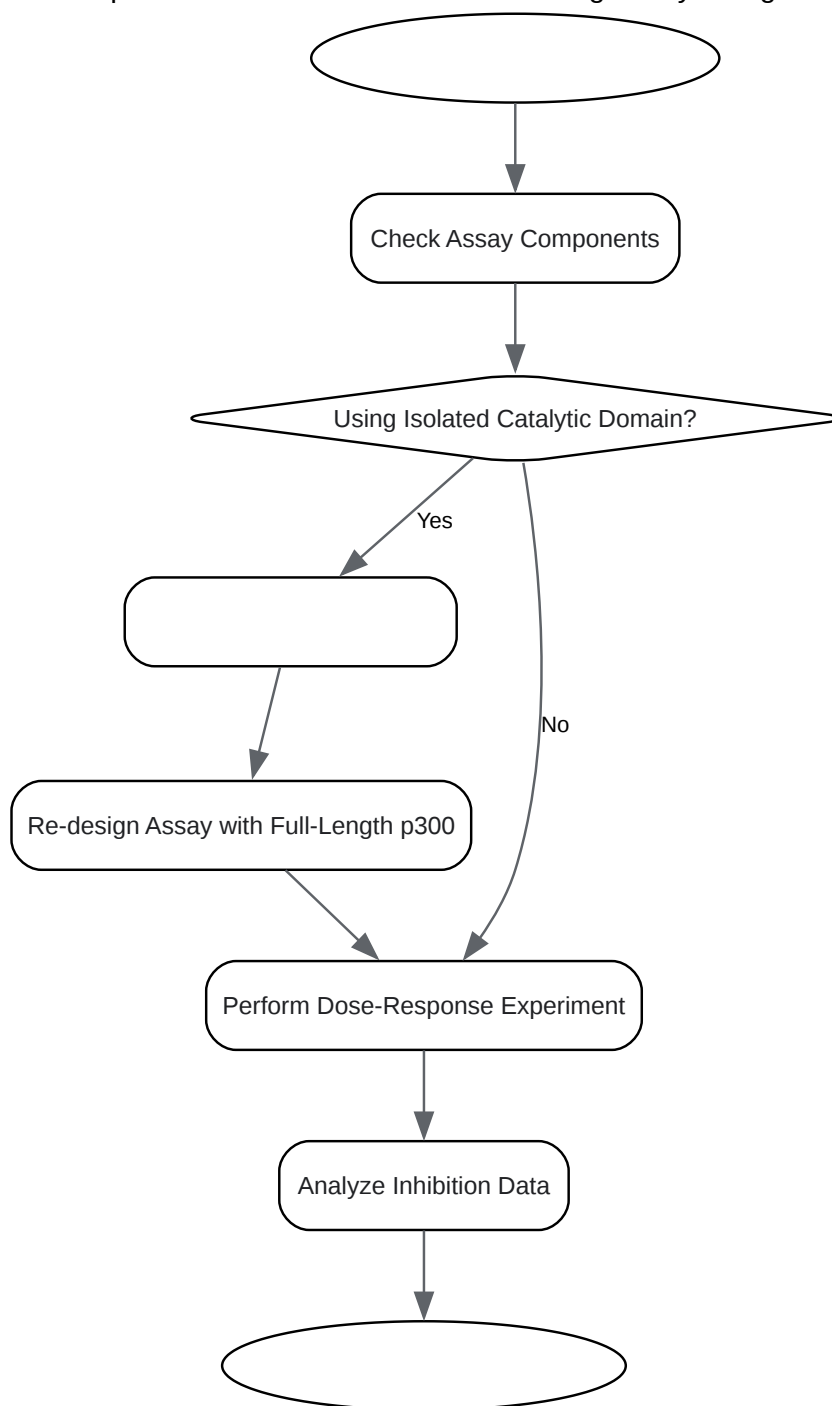 Check Assay Components
Using Isolated Catalytic Domain?
Yes
No
Re-design Assay with Full-Length p300
Perform Dose-Response Experiment
Analyze Inhibition Data